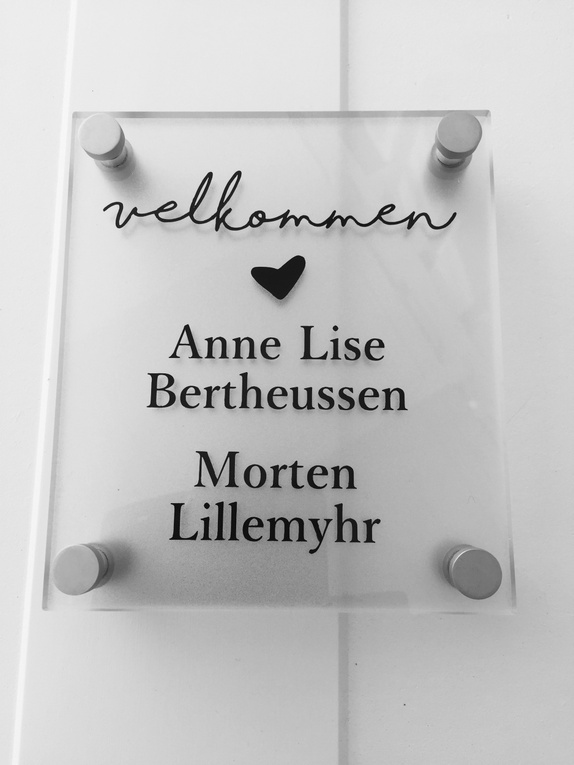 velkommen
Anne Lise
Bertheussen
Morten
Lillemyhr